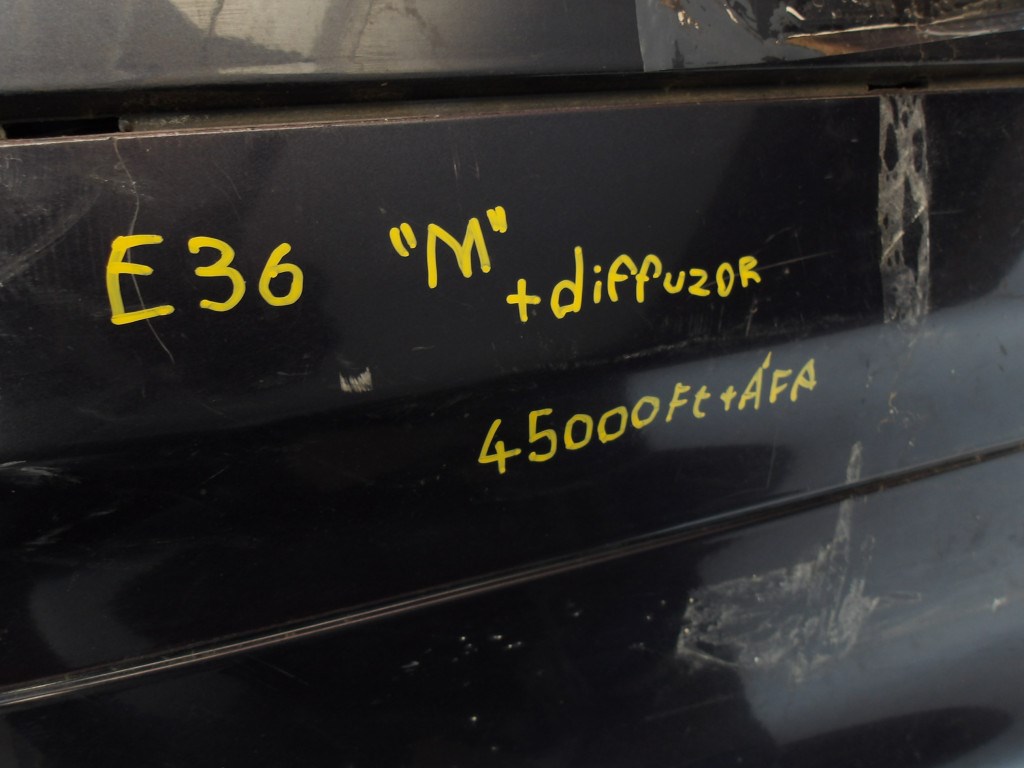 E36 "M"
+diffuzOR
45000Ft+ÁFA